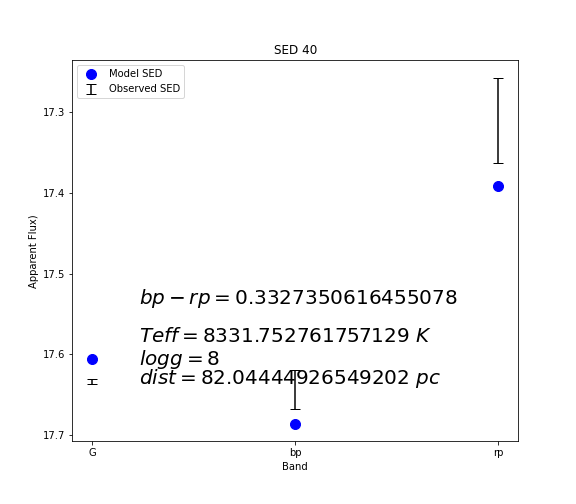 SED 40
Model SED
Observed SED
17.3
17.4
17.5
17.6
17.7
Apparent Flux)
bp − rp = 0.3327350616455078
Teff = 8331.752761757129 K
logg = 8
dist = 82.04444926549202 pc
G
bp
rp
Band